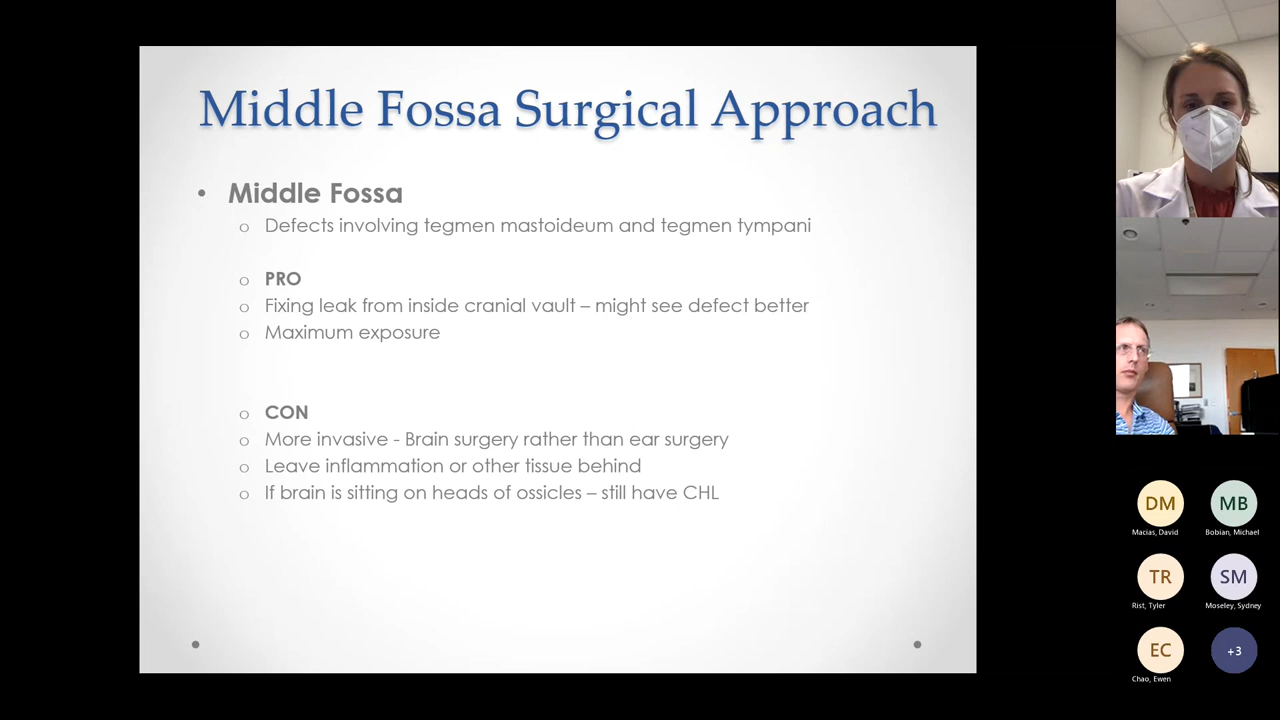 Middle Fossa Surgical Approach
• Middle Fossa
o Defects involving tegmen mastoideum and tegmen tympani
o PRO
o Fixing leak from inside cranial vault – might see defect better
o Maximum exposure
o CON
o More invasive - Brain surgery rather than ear surgery
o Leave inflammation or other tissue behind
o If brain is sitting on heads of ossicles – still have CHL
DM
MB
Macias, David
Bobian, Michael
TR
SM
Rist, Tyler
Moseley, Sydney
EC
+3
Chao, Ewen